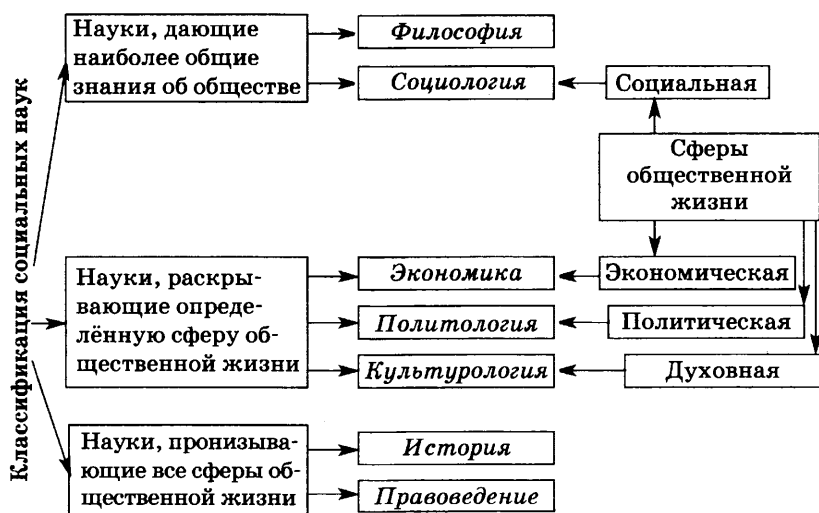 Классификация социальных наук
Науки, дающие
наиболее общие
знания об обществе
Философия
Социология
Социальная
Сферы
общественной
жизни
Науки, раскры-
вающие опреде-
лённую сферу об-
щественной жизни
Экономика
Экономическая
Политология
Политическая
Культурология
Духовная
Науки, пронизыва-
ющие все сферы об-
щественной жизни
История
Правоведение